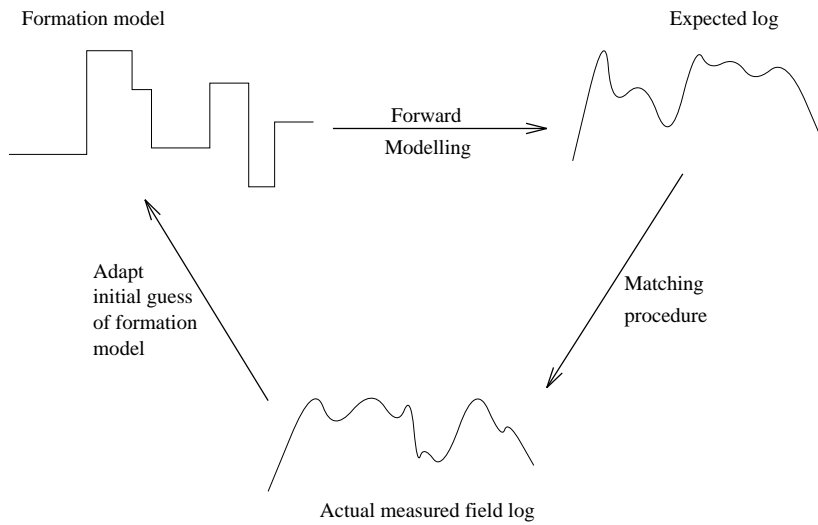 Formation model
Expected log
Forward
Modelling
Adapt
initial guess
of formation
model
Matching
procedure
Actual measured field log